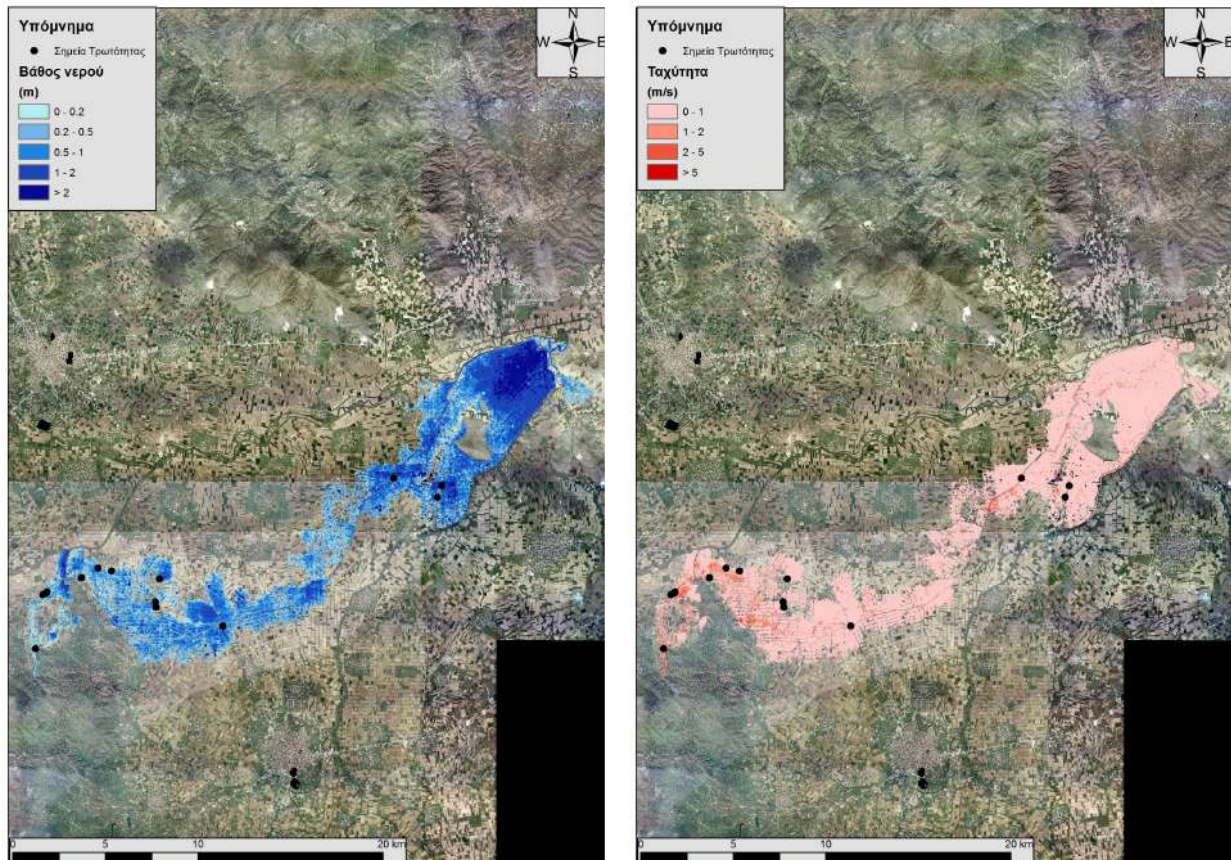 Υπόμνημα
Σημεία Τρωτότητας
Βάθος νερού
(m)
0 - 0.2
0.2 - 0.5
0.5 - 1
1 - 2
> 2
N
W E
S
0 5 10 20 km
Υπόμνημα
Σημεία Τρωτότητας
Ταχύτητα
(m/s)
0 - 1
1 - 2
2 - 5
> 5
N
W E
S
0 5 10 20 km